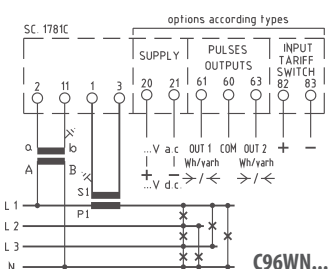 options according types
SC. 1781C
SUPPLY
PULSES
OUTPUTS
INPUT
TARIFF
SWITCH
2 11 1 3 20 21 61 60 63 82 83
a b
A B
S1
P1
...V a.c.
+ −
...V d.c.
OUT 1 COM OUT 2
Wh/varh Wh/varh
+ −
L 1
L 2
L 3
N
C96WN...